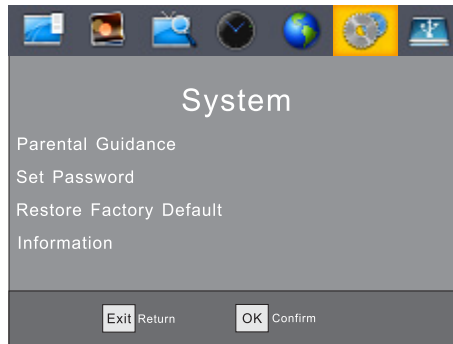 System
Parental Guidance
Set Password
Restore Factory Default
Information
Exit Return OK Confirm